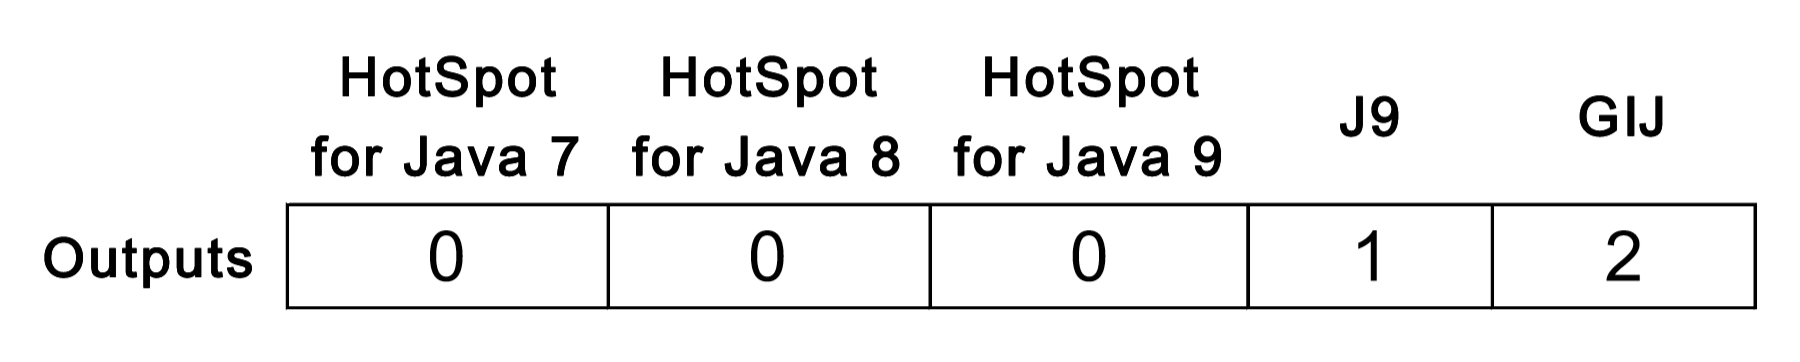 HotSpot for Java 7
HotSpot for Java 8
HotSpot for Java 9
J9
GIJ
Outputs 0 0 0 1 2